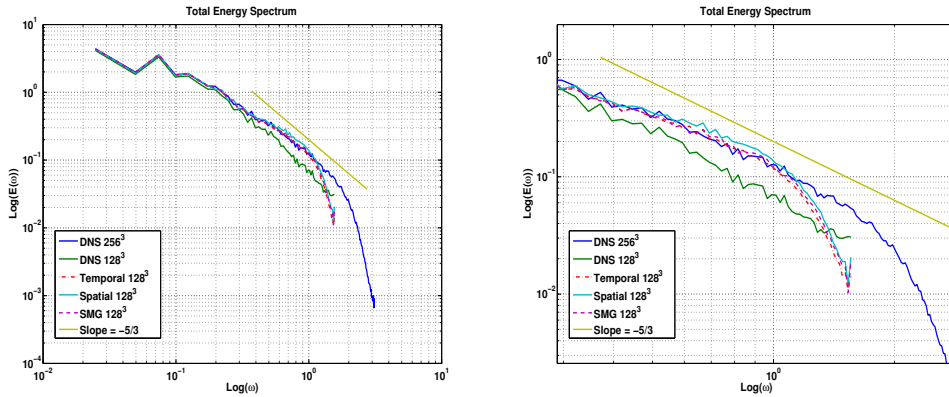 Total Energy Spectrum
10^1
10^0
10^-1
10^-2
10^-3
10^-4
Log(E(ω))
DNS 256^3
DNS 128^3
Temporal 128^3
Spatial 128^3
SMG 128^3
Slope = −5/3
10^-2
10^-1
10^0
10^1
Log(ω)
Total Energy Spectrum
10^0
10^-1
10^-2
Log(E(ω))
DNS 256^3
DNS 128^3
Temporal 128^3
Spatial 128^3
SMG 128^3
Slope = −5/3
10^0
Log(ω)